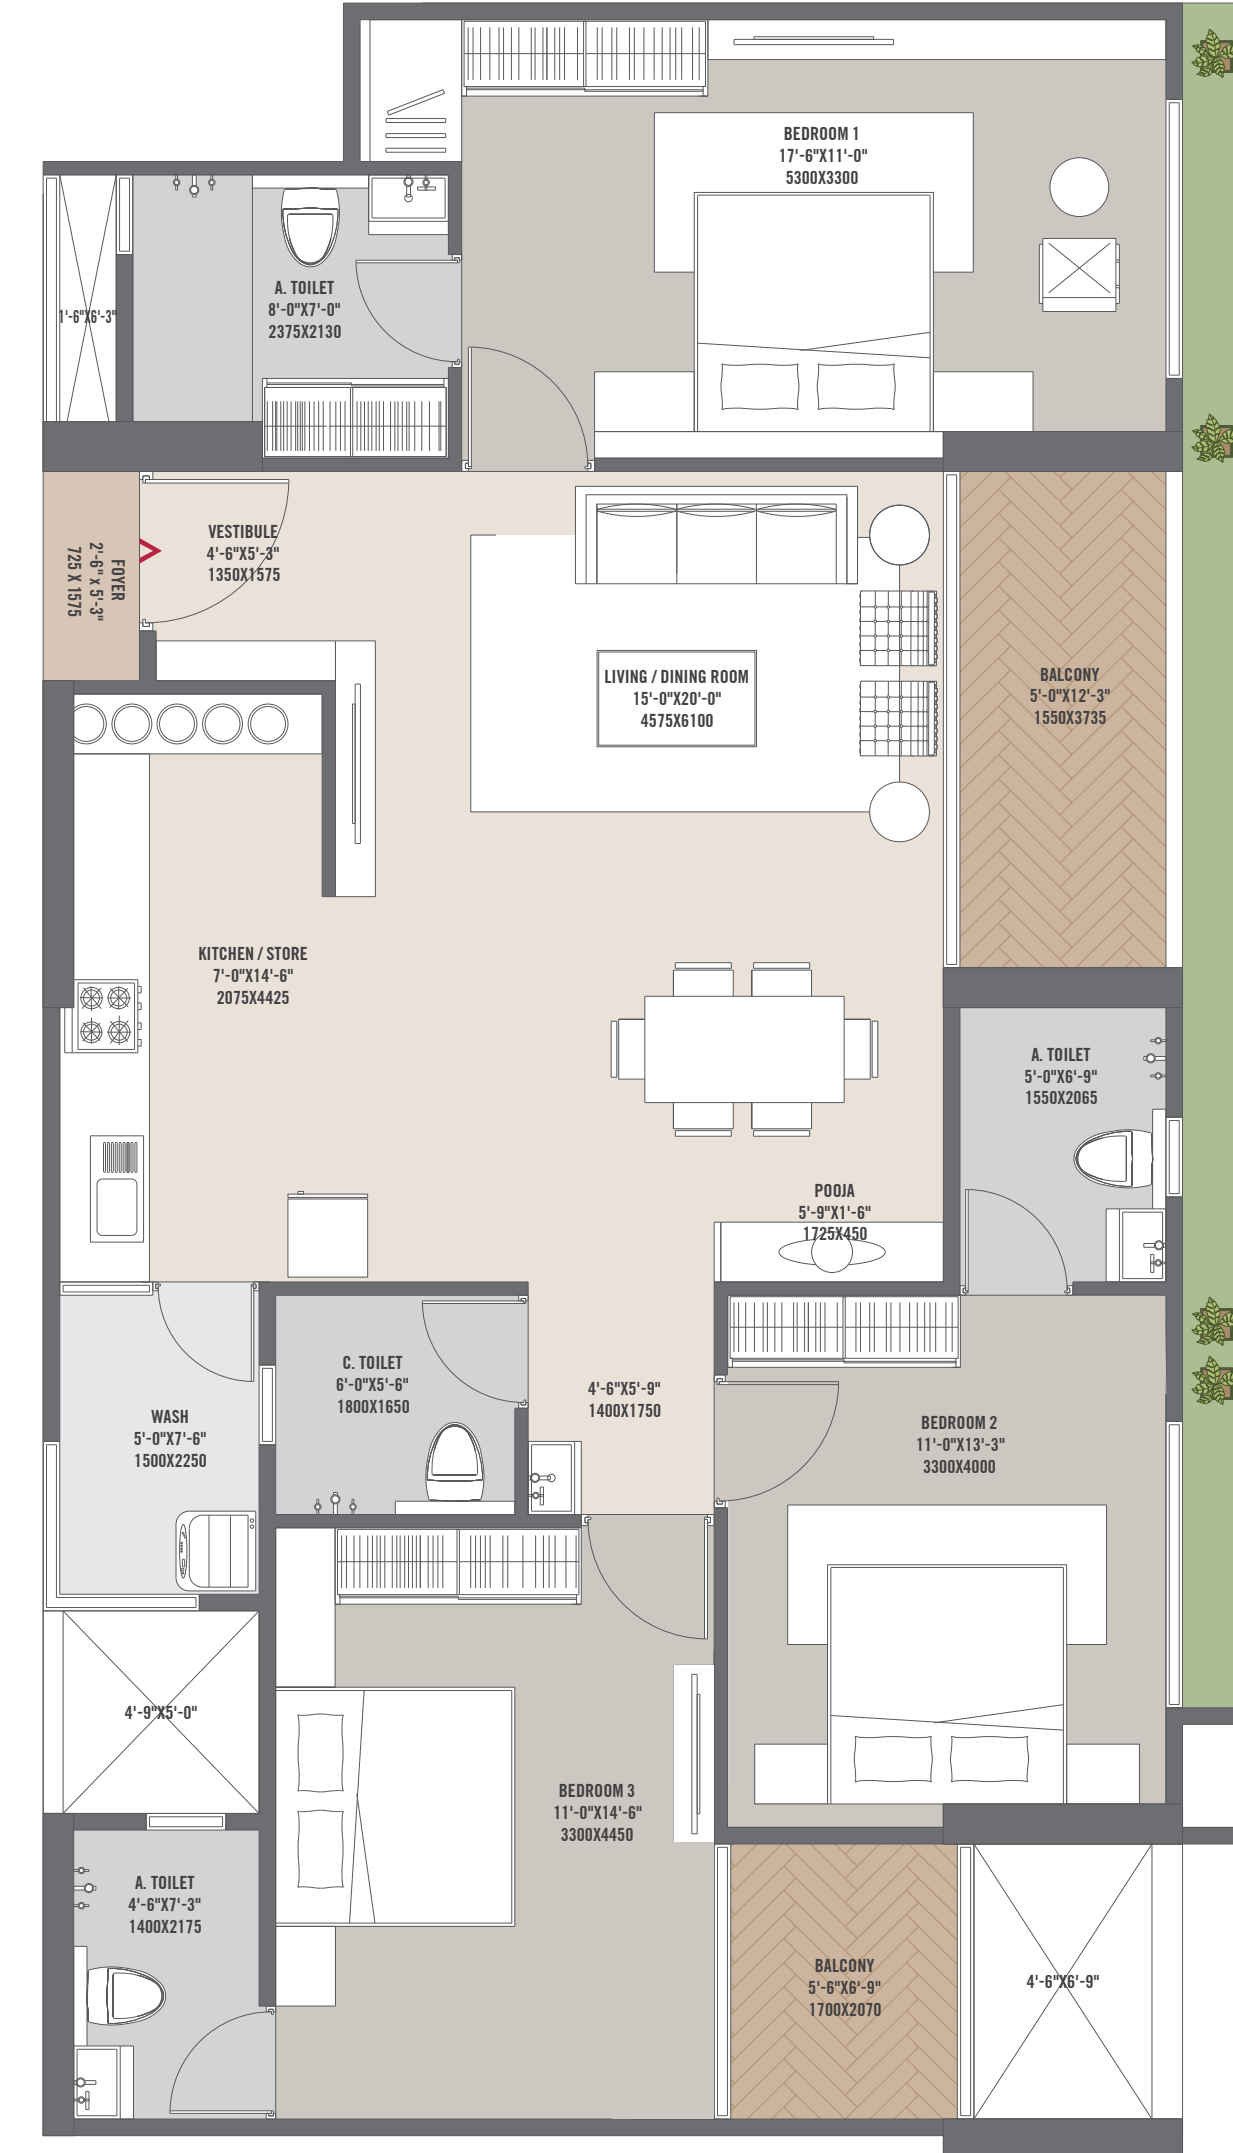 BEDROOM 1
17'-6"X11'-0"
5300X3300
A. TOILET
8'-0"X7'-0"
2375X2130
1'-6"X6'-3"
VESTIBULE
4'-6"X5'-3"
1350X1575
FOYER
2'-6" x 5'-3"
725 X 1575
LIVING / DINING ROOM
15'-0"X20'-0"
4575X6100
BALCONY
5'-0"X12'-3"
1550X3735
KITCHEN / STORE
7'-0"X14'-6"
2075X4425
A. TOILET
5'-0"X6'-9"
1550X2065
POOJA
5'-9"X1'-6"
1725X450
C. TOILET
6'-0"X5'-6"
1800X1650
4'-6"X5'-9"
1400X1750
WASH
5'-0"X7'-6"
1500X2250
BEDROOM 2
11'-0"X13'-3"
3300X4000
4'-9"X5'-0"
BEDROOM 3
11'-0"X14'-6"
3300X4450
A. TOILET
4'-6"X7'-3"
1400X2175
BALCONY
5'-6"X6'-9"
1700X2070
4'-6"X6'-9"